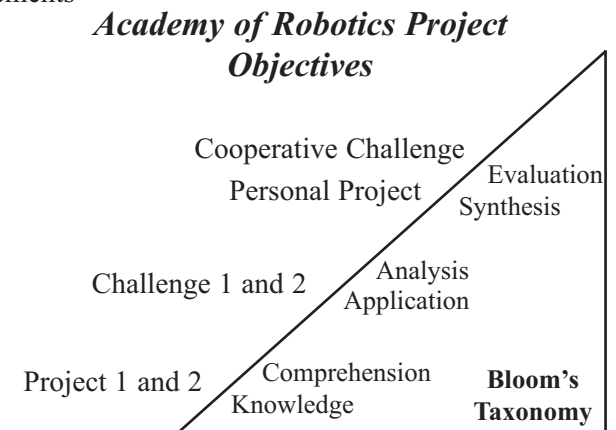 Academy of Robotics Project
Objectives
Cooperative Challenge
Evaluation
Personal Project
Synthesis
Analysis
Challenge 1 and 2
Application
Comprehension
Project 1 and 2
Knowledge
Bloom's
Taxonomy